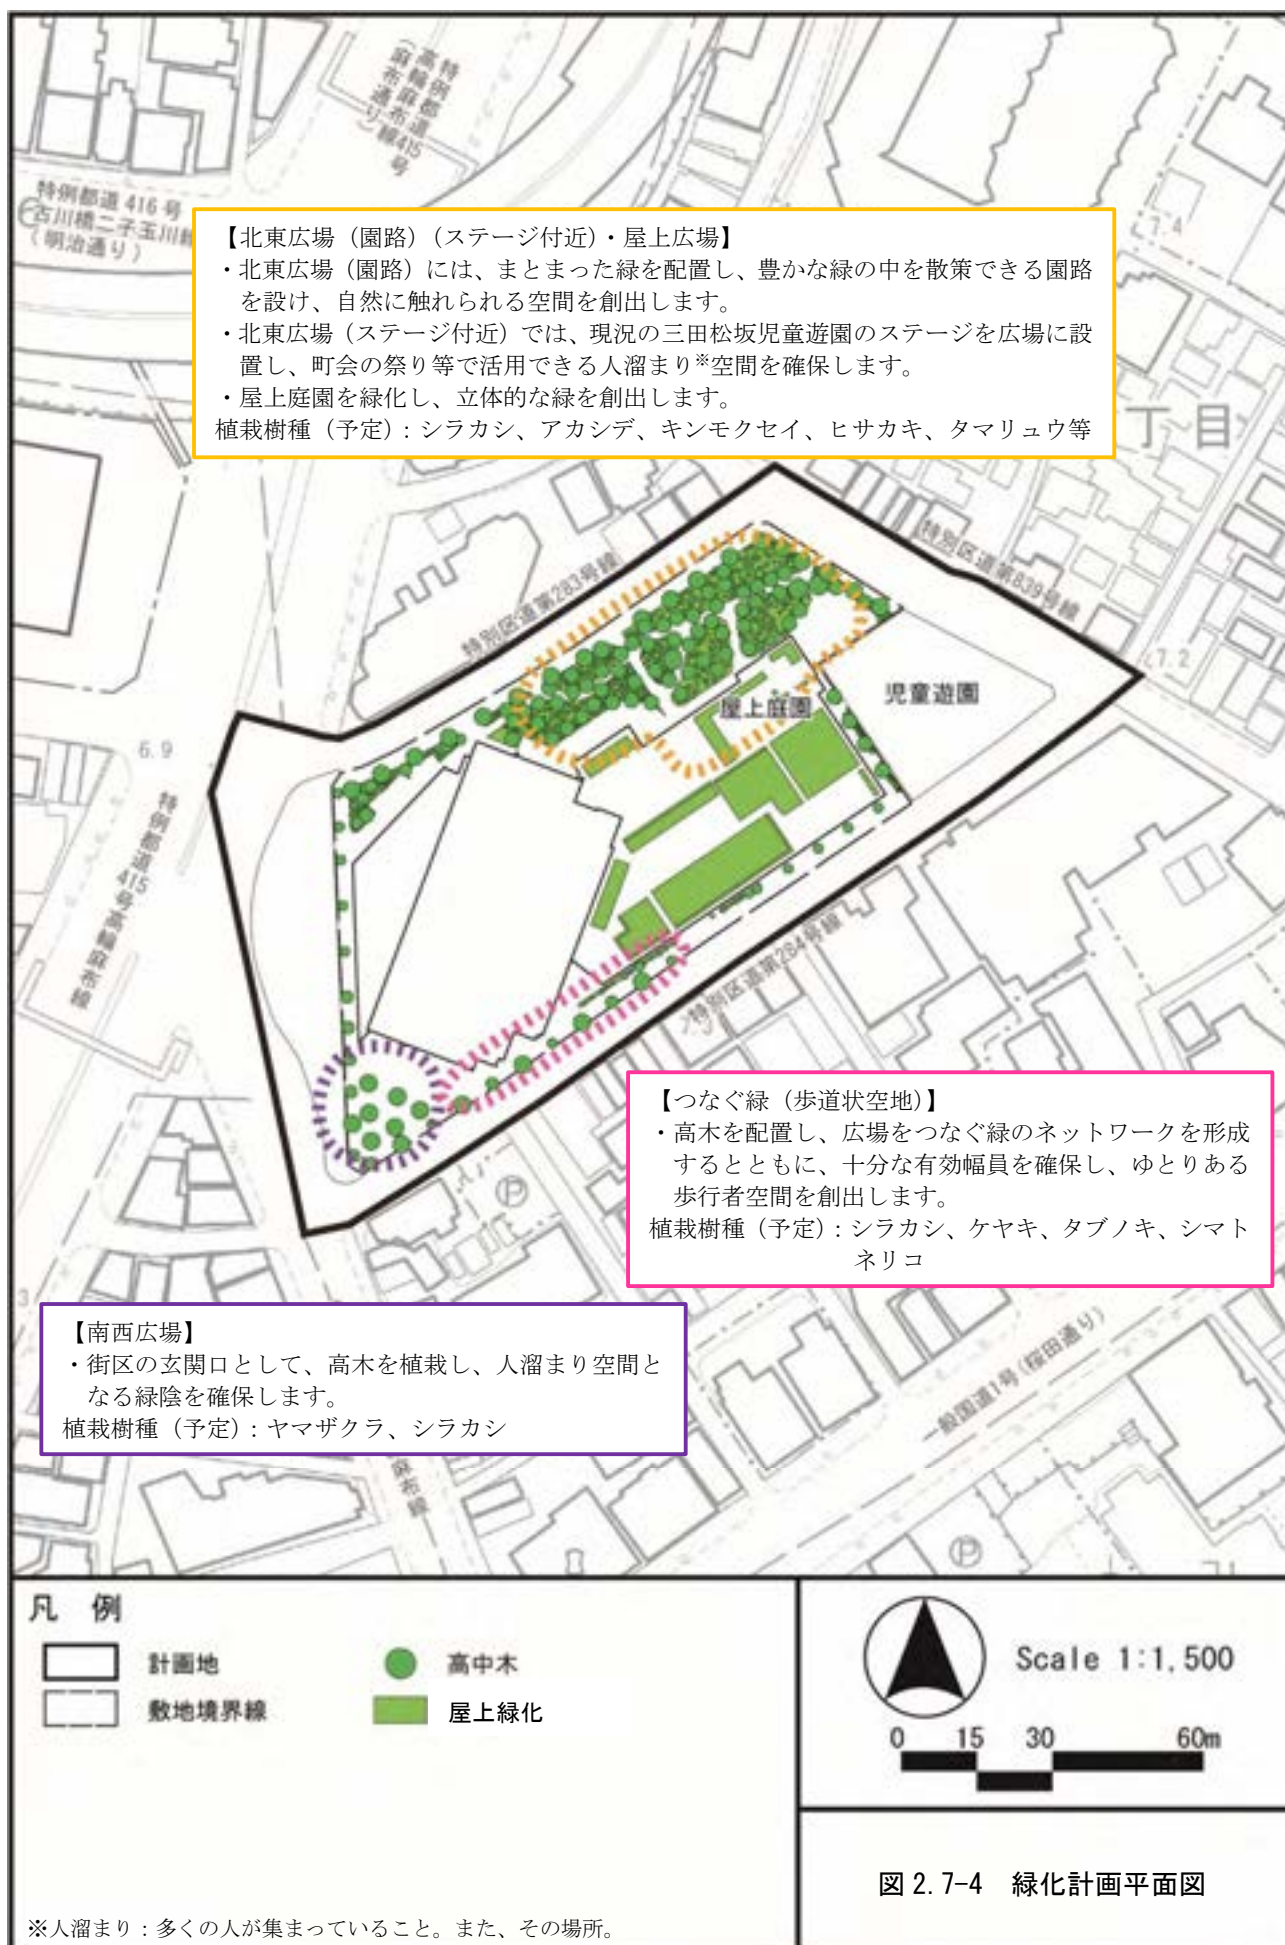 特例都道415号
高輪麻布線
(麻布通り)
特例都道 416 号
古川橋二子玉川線
(明治通り)
【北東広場（園路）（ステージ付近）・屋上広場】
・北東広場（園路）には、まとまった緑を配置し、豊かな緑の中を散策できる園路
を設け、自然に触れられる空間を創出します。
・北東広場（ステージ付近）では、現況の三田松坂児童遊園のステージを広場に設
置し、町会の祭り等で活用できる人溜まり※空間を確保します。
・屋上庭園を緑化し、立体的な緑を創出します。
植栽樹種（予定）：シラカシ、アカシデ、キンモクセイ、ヒサカキ、タマリュウ等
7.4
丁目
特別区道第283号線
特別区道第839号線
7.2
児童遊園
屋上庭園
6.9
特例都道
415号高輪麻布線
特別区道第284号線
【つなぐ緑（歩道状空地）】
・高木を配置し、広場をつなぐ緑のネットワークを形成
するとともに、十分な有効幅員を確保し、ゆとりある
歩行者空間を創出します。
植栽樹種（予定）：シラカシ、ケヤキ、タブノキ、シマト
ネリコ
P
【南西広場】
・街区の玄関口として、高木を植栽し、人溜まり空間と
なる緑陰を確保します。
植栽樹種（予定）：ヤマザクラ、シラカシ
麻布線
一般国道1号(桜田通り)
P
凡 例
計画地
高中木
敷地境界線
屋上緑化
Scale 1:1,500
0 15 30 60m
図 2.7-4 緑化計画平面図
※人溜まり：多くの人が集まっていること。また、その場所。